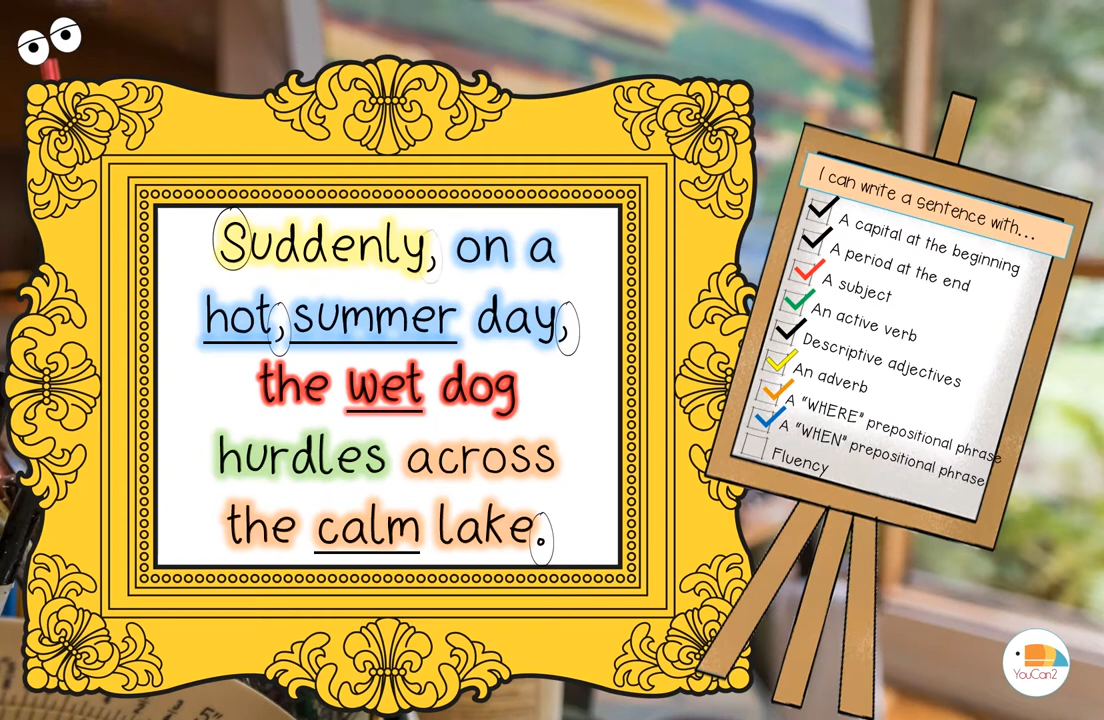 Suddenly, on a
hot, summer day,
the wet dog
hurdles across
the calm lake.
I can write a sentence with...
A capital at the beginning
A period at the end
A subject
An active verb
Descriptive adjectives
An adverb
A "WHERE" prepositional phrase
A "WHEN" prepositional phrase
Fluency
YouCan2
5"